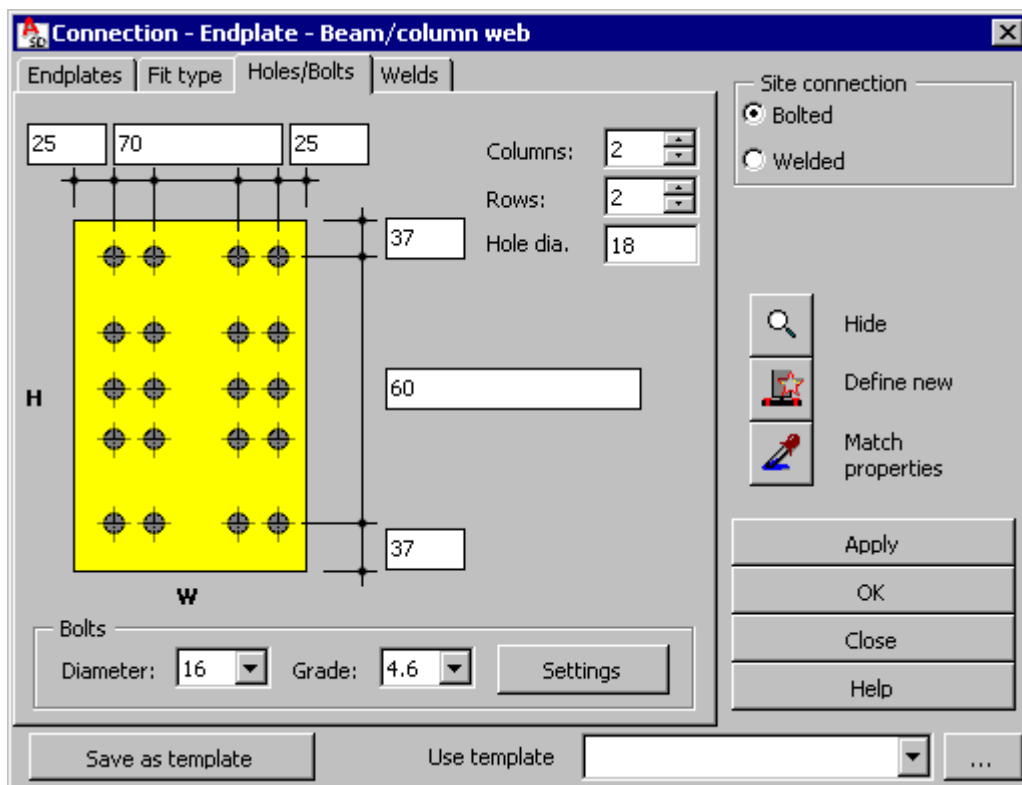 A
SD
Connection - Endplate - Beam/column web
Endplates Fit type Holes/Bolts Welds
25 70 25
Columns: 2
Rows: 2
Hole dia. 18
37
60
37
H
W
Bolts
Diameter: 16 Grade: 4.6 Settings
Site connection
Bolted
Welded
Hide
Define new
Match
properties
Apply
OK
Close
Help
Save as template Use template ...